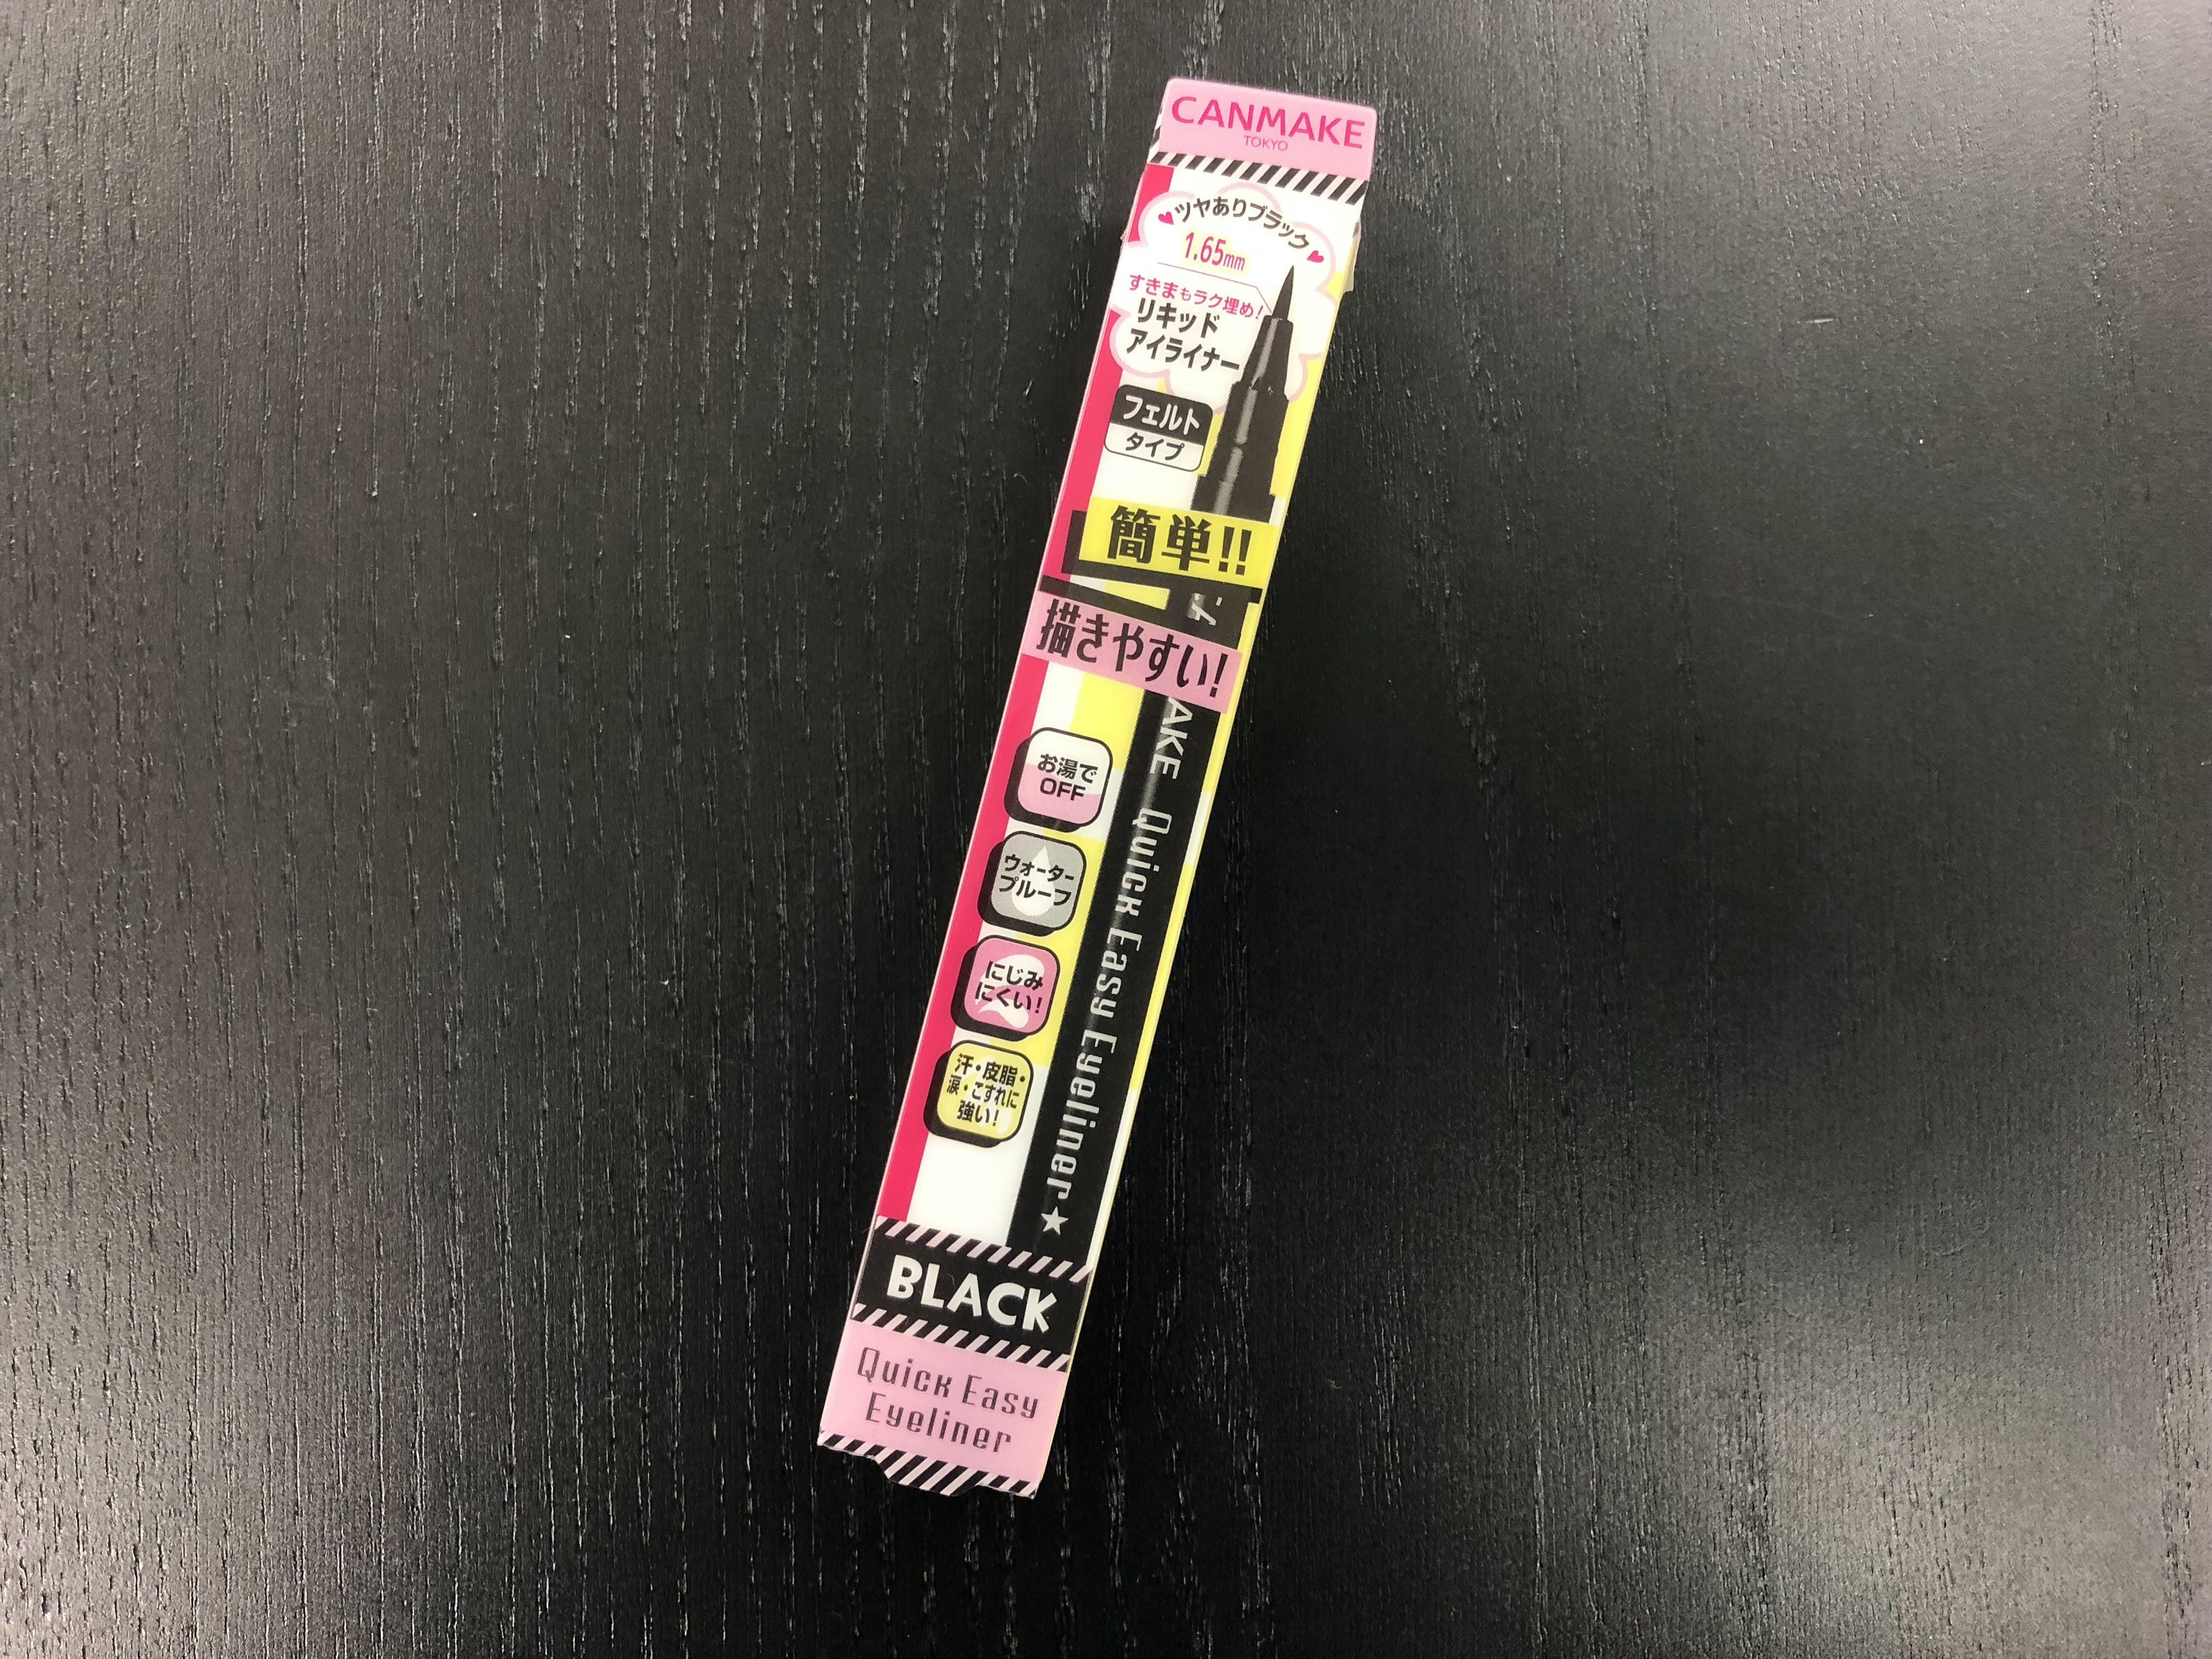 CANMAKE
TOKYO
ツヤありブラック
1.65mm
すきまもラク埋め!
リキッド
アイライナー
フェルト
タイプ
簡単!!
描きやすい!
お湯で
OFF
ウォーター
プルーフ
にじみ
にくい!
汗・皮脂・
涙・こすれに
強い!
AKE Quick Easy Eyeliner★
BLACK
Quick Easy
Eyeliner